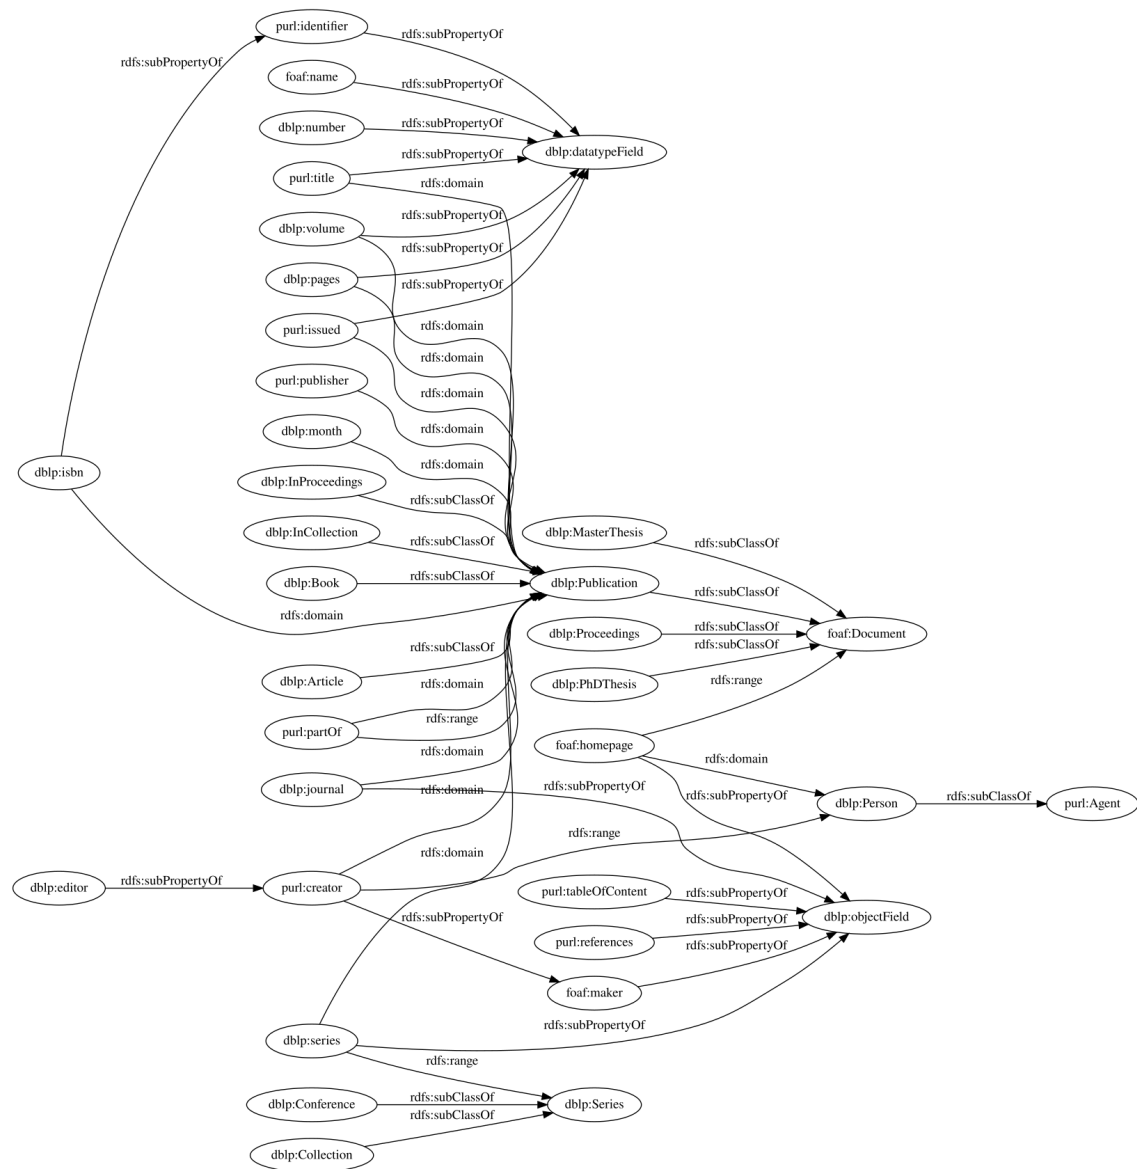 purl:identifier
rdfs:subPropertyOf
rdfs:subPropertyOf
foaf:name
rdfs:subPropertyOf
dblp:number
rdfs:subPropertyOf
dblp:datatypeField
purl:title
rdfs:subPropertyOf
rdfs:domain
dblp:volume
rdfs:subPropertyOf
rdfs:subPropertyOf
dblp:pages
rdfs:subPropertyOf
purl:issued
rdfs:domain
rdfs:domain
purl:publisher
rdfs:domain
rdfs:domain
dblp:month
rdfs:domain
dblp:isbn
dblp:InProceedings
rdfs:subClassOf
dblp:InCollection
rdfs:subClassOf
dblp:MasterThesis
rdfs:subClassOf
dblp:Book
rdfs:subClassOf
dblp:Publication
rdfs:subClassOf
rdfs:domain
dblp:Proceedings
rdfs:subClassOf
foaf:Document
rdfs:subClassOf
dblp:Article
rdfs:subClassOf
dblp:PhDThesis
rdfs:domain
rdfs:range
purl:partOf
rdfs:range
foaf:homepage
rdfs:domain
rdfs:domain
dblp:journal
rdfs:domain
rdfs:subPropertyOf
rdfs:subPropertyOf
dblp:Person
rdfs:subClassOf
purl:Agent
rdfs:range
rdfs:domain
dblp:editor
rdfs:subPropertyOf
purl:creator
purl:tableOfContent
rdfs:subPropertyOf
rdfs:subPropertyOf
rdfs:subPropertyOf
dblp:objectField
purl:references
rdfs:subPropertyOf
foaf:maker
rdfs:subPropertyOf
dblp:series
rdfs:range
dblp:Conference
rdfs:subClassOf
dblp:Series
rdfs:subClassOf
dblp:Collection